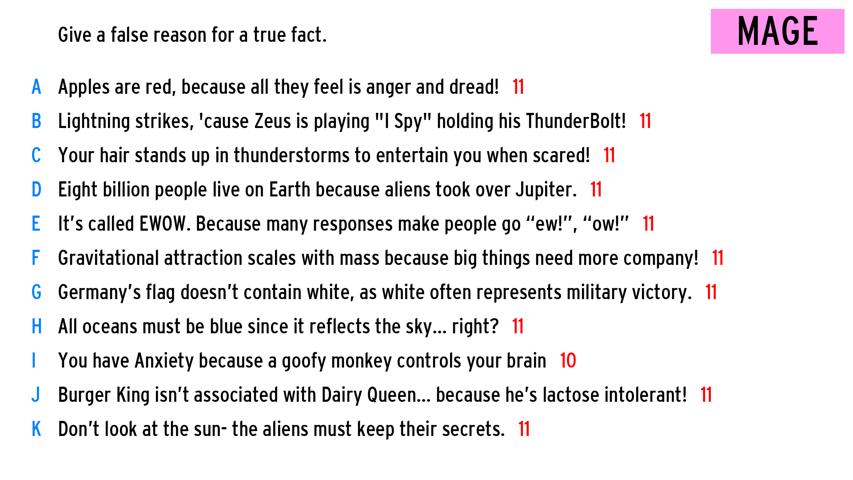 Give a false reason for a true fact.
MAGE
A Apples are red, because all they feel is anger and dread! 11
B Lightning strikes, 'cause Zeus is playing "I Spy" holding his ThunderBolt! 11
C Your hair stands up in thunderstorms to entertain you when scared! 11
D Eight billion people live on Earth because aliens took over Jupiter. 11
E It’s called EWOW. Because many responses make people go “ew!”, “ow!” 11
F Gravitational attraction scales with mass because big things need more company! 11
G Germany’s flag doesn’t contain white, as white often represents military victory. 11
H All oceans must be blue since it reflects the sky... right? 11
I You have Anxiety because a goofy monkey controls your brain 10
J Burger King isn’t associated with Dairy Queen... because he’s lactose intolerant! 11
K Don’t look at the sun- the aliens must keep their secrets. 11